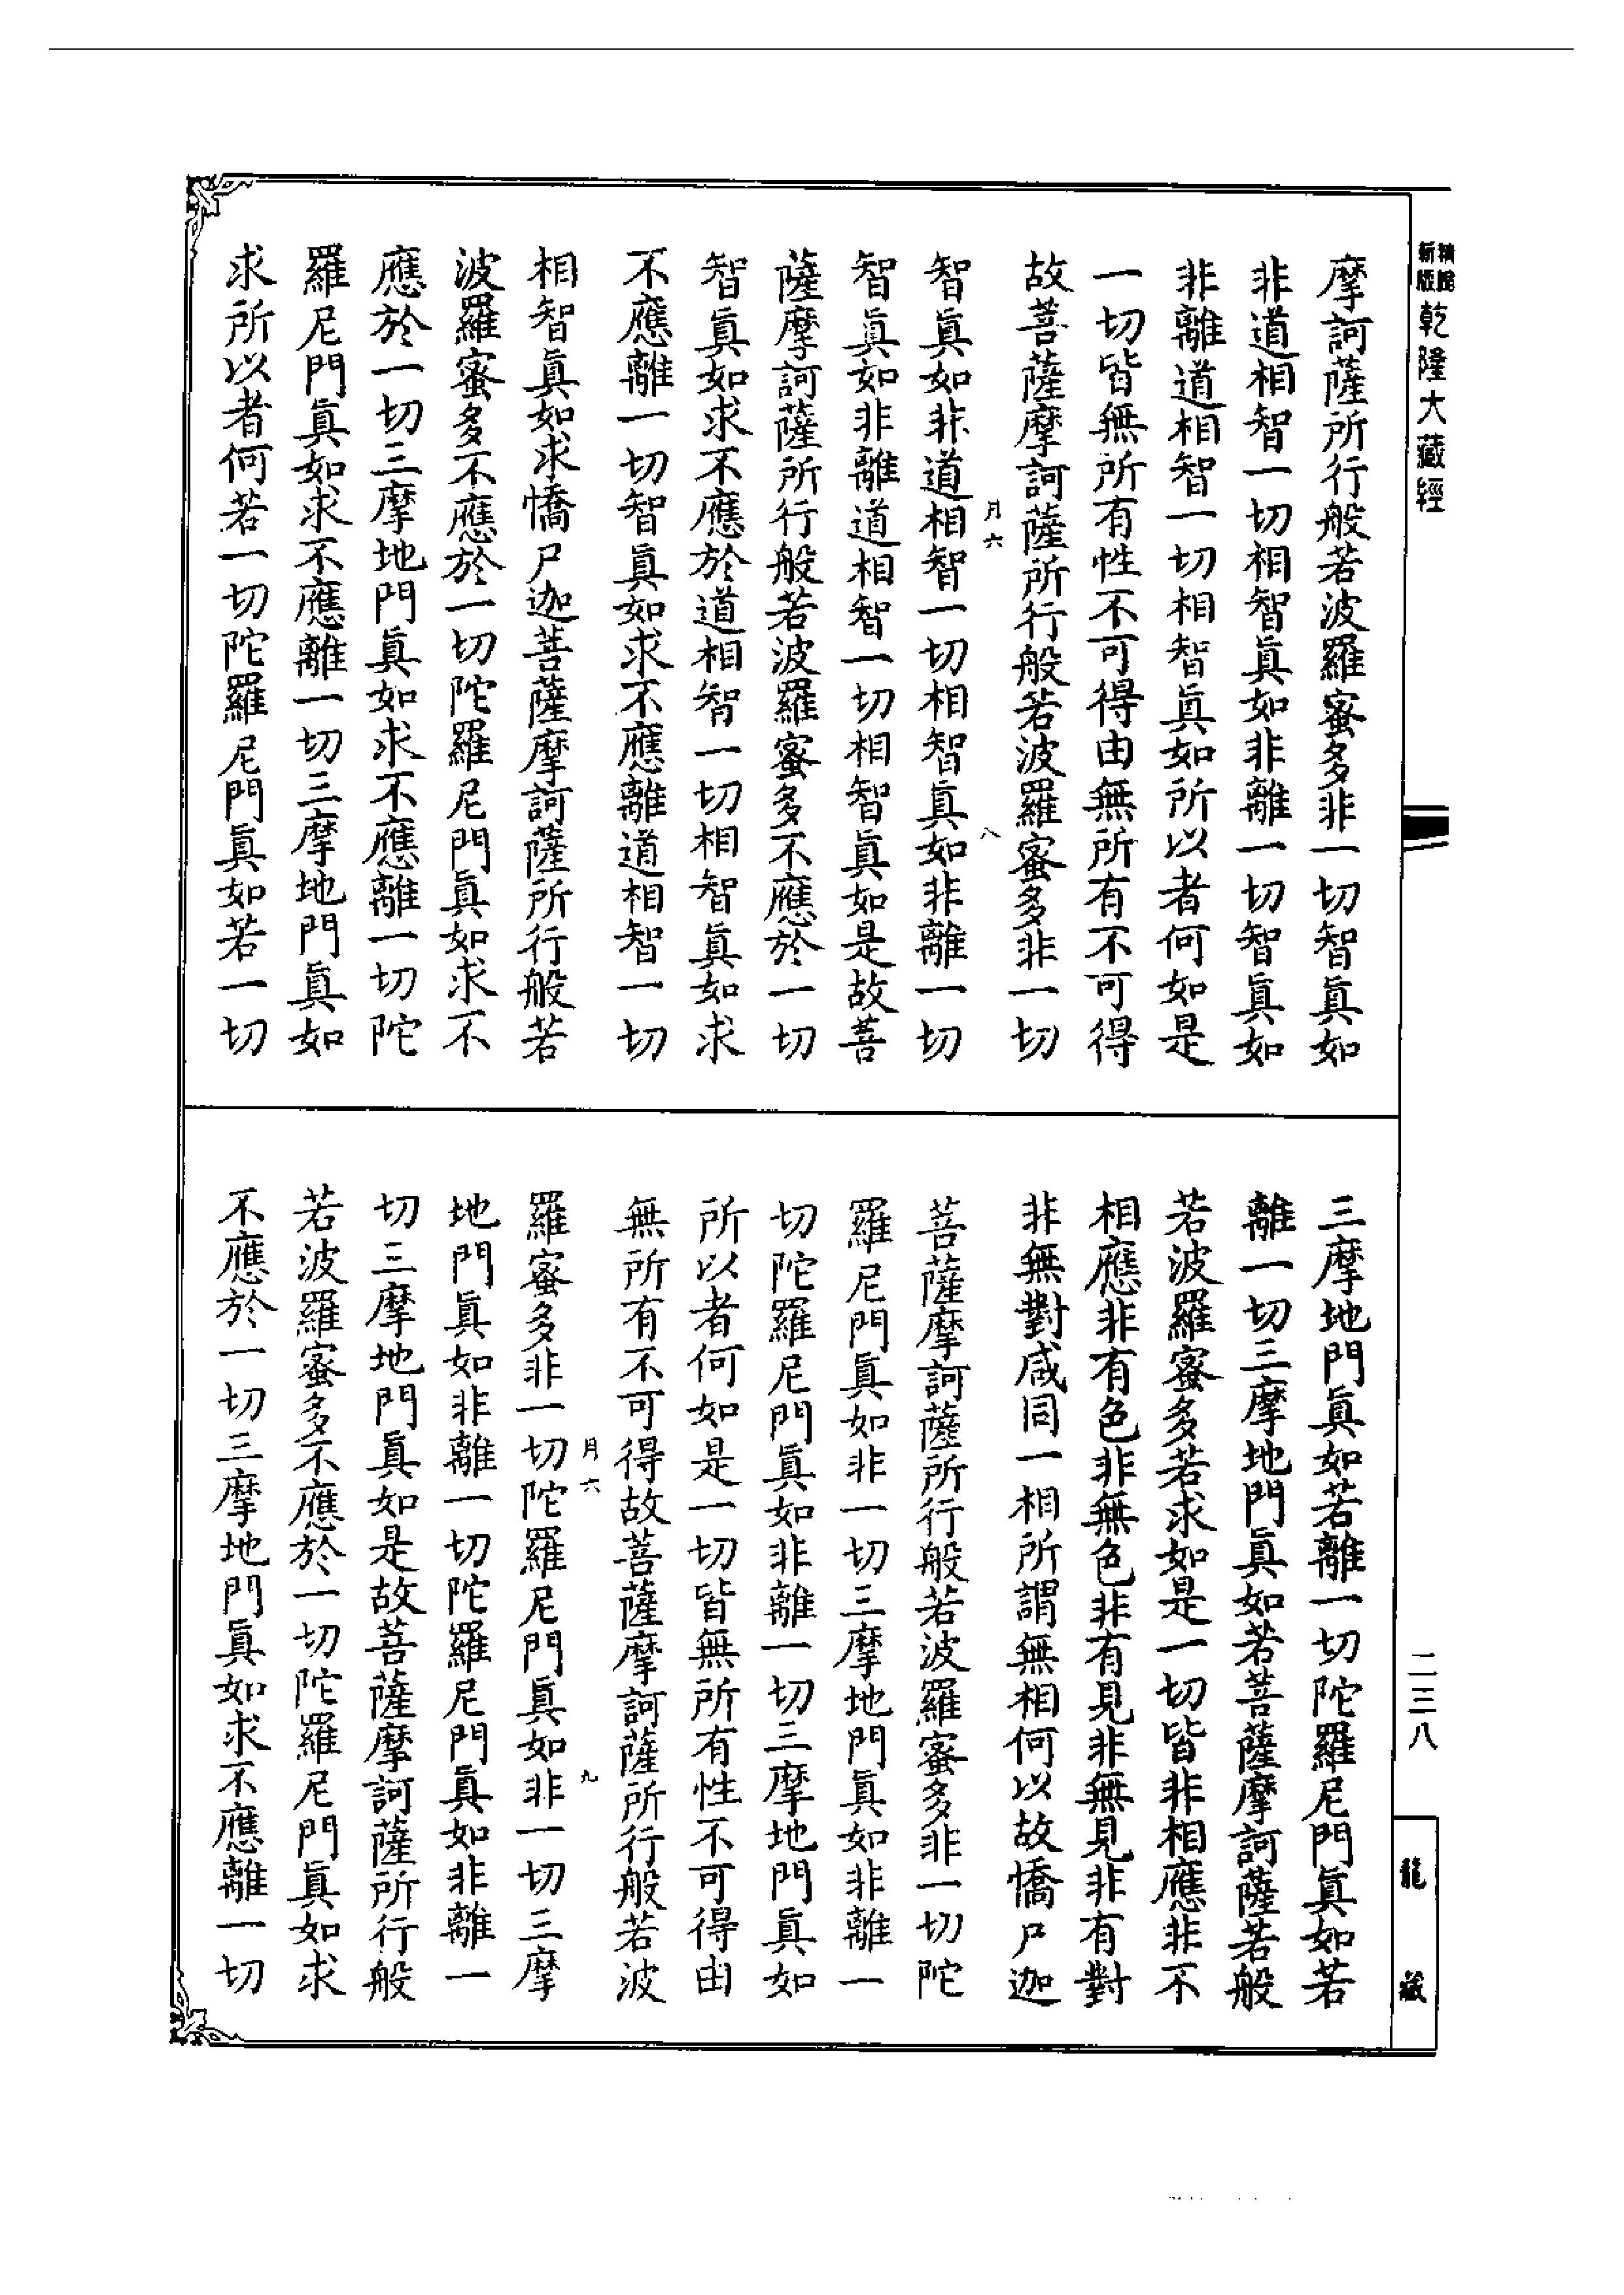 精縮新版乾隆大藏經
摩訶薩所行般若波羅蜜多非一切智眞如
非道相智一切相智眞如非離一切智眞如
非離道相智一切相智眞如所以者何如是
一切皆無所有性不可得由無所有不可得
故菩薩摩訶薩所行般若波羅蜜多非一切
月六 八
智眞如非道相智一切相智眞如非離一切
智眞如非離道相智一切相智眞如是故菩
薩摩訶薩所行般若波羅蜜多不應於一切
智眞如求不應於道相智一切相智眞如求
不應離一切智眞如求不應離道相智一切
相智眞如求憍尸迦菩薩摩訶薩所行般若
波羅蜜多不應於一切陀羅尼門眞如求不
應於一切三摩地門眞如求不應離一切陀
羅尼門眞如求不應離一切三摩地門眞如
求所以者何若一切陀羅尼門眞如若一切
三摩地門眞如若離一切陀羅尼門眞如若
離一切三摩地門眞如若菩薩摩訶薩若般
若波羅蜜多若求如是一切皆非相應非不
相應非有色非無色非有見非無見非有對
非無對咸同一相所謂無相何以故憍尸迦
菩薩摩訶薩所行般若波羅蜜多非一切陀
羅尼門眞如非一切三摩地門眞如非離一
切陀羅尼門眞如非離一切三摩地門眞如
所以者何如是一切皆無所有性不可得由
無所有不可得故菩薩摩訶薩所行般若波
月六 九
羅蜜多非一切陀羅尼門眞如非一切三摩
地門眞如非離一切陀羅尼門眞如非離一
切三摩地門眞如是故菩薩摩訶薩所行般
若波羅蜜多不應於一切陀羅尼門眞如求
不應於一切三摩地門眞如求不應離一切
二三八
龍藏